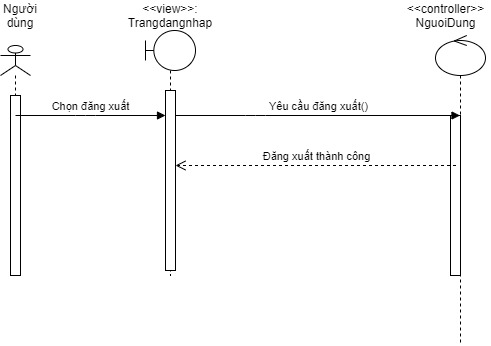 Người
dùng
<<view>>:
Trangdangnhap
<<controller>>
NguoiDung
Chọn đăng xuất
Yêu cầu đăng xuất()
Đăng xuất thành công